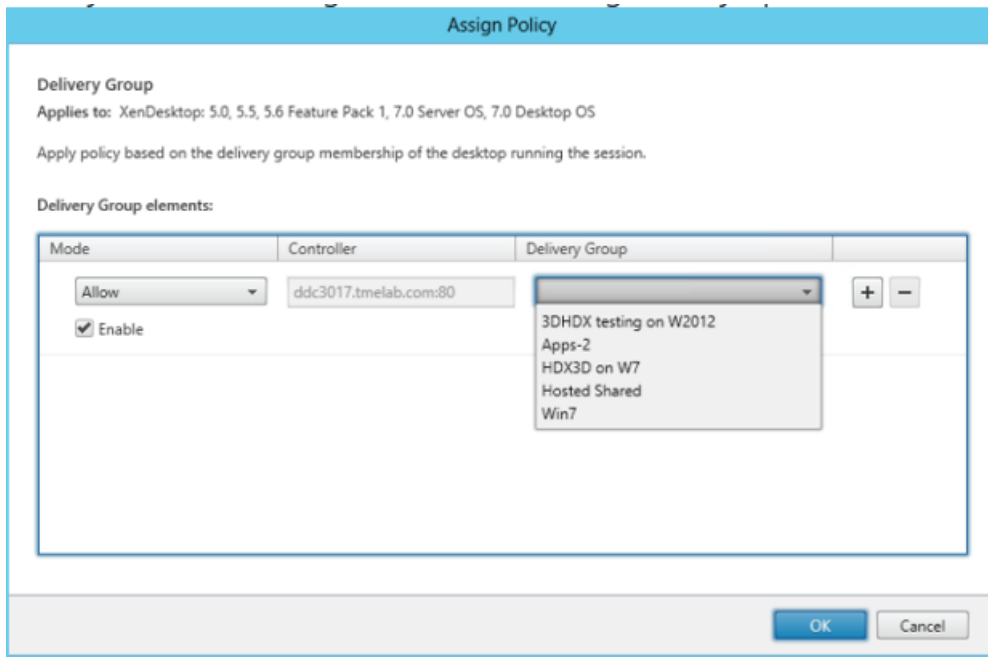 Assign Policy
Delivery Group
Applies to: XenDesktop: 5.0, 5.5, 5.6 Feature Pack 1, 7.0 Server OS, 7.0 Desktop OS
Apply policy based on the delivery group membership of the desktop running the session.
Delivery Group elements:
Mode Controller Delivery Group
Allow ddc3017.tmelab.com:80 + −
Enable
3DHDX testing on W2012
Apps-2
HDX3D on W7
Hosted Shared
Win7
OK Cancel